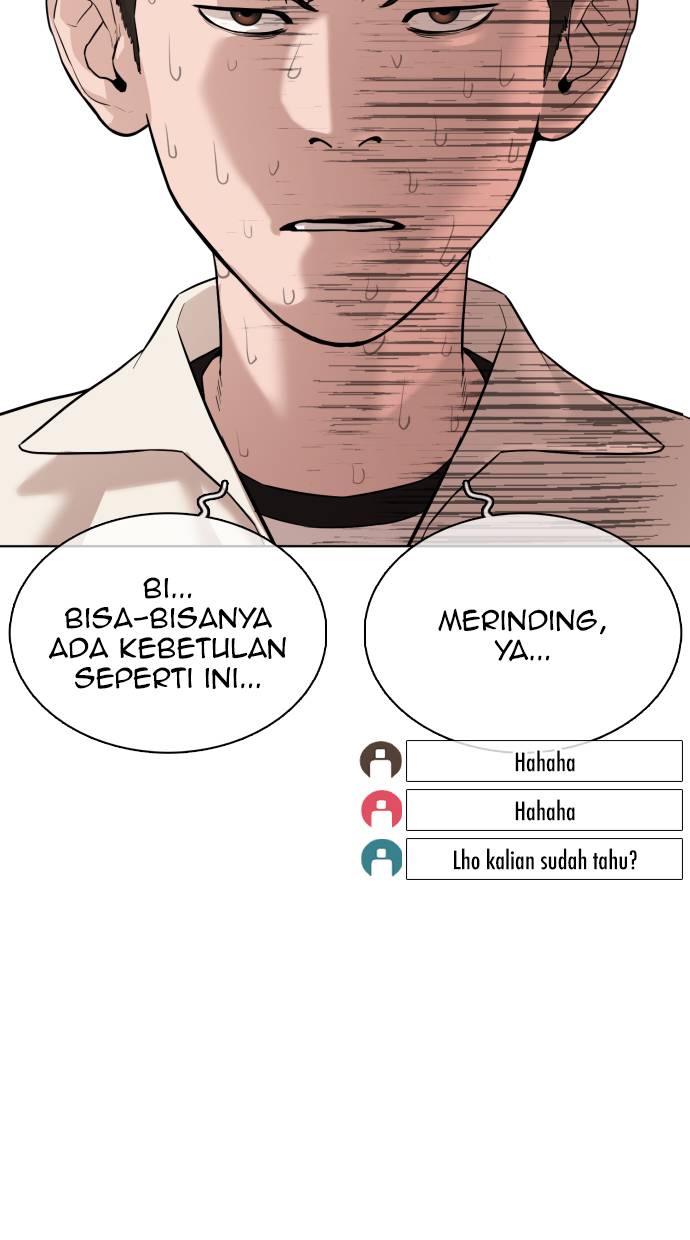 BI...
BISA-BISANYA
ADA KEBETULAN
SEPERTI INI...
MERINDING,
YA...
Hahaha
Hahaha
Lho kalian sudah tahu?